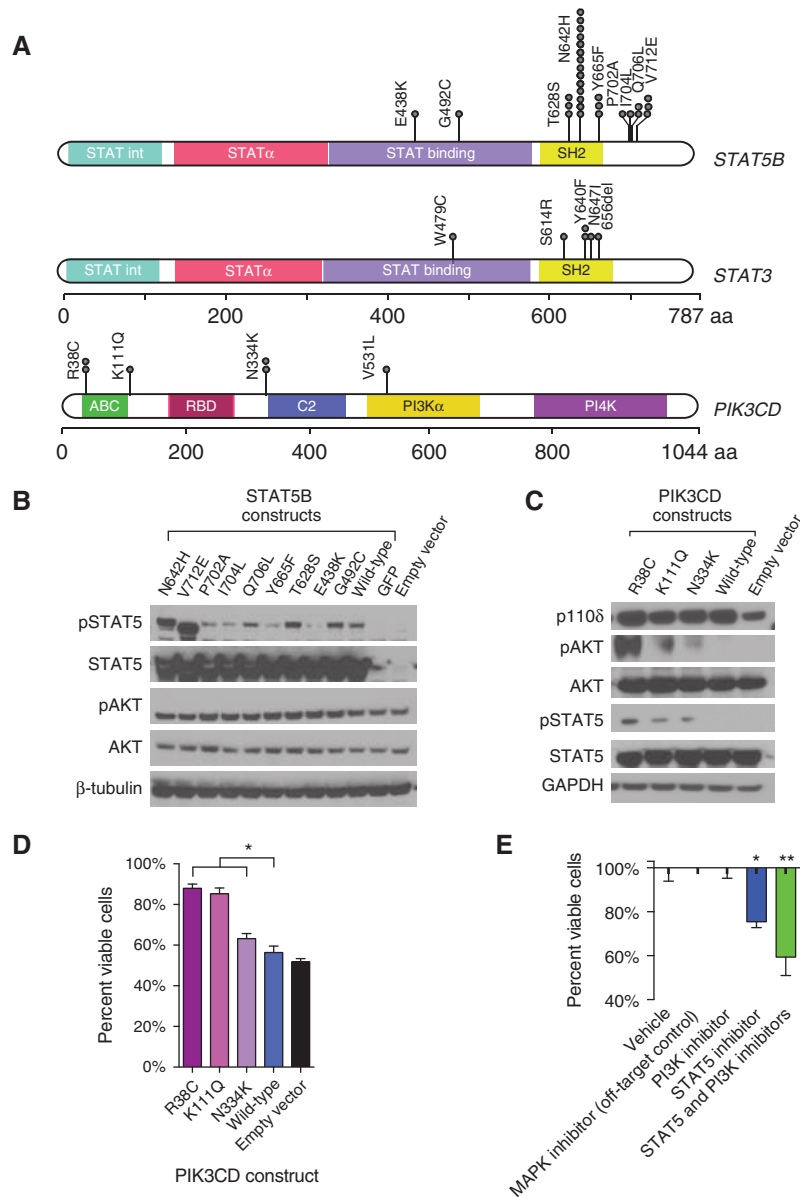 A
E438K
G492C
T628S
N642H
Y665F
P702A
I704L
Q706L
V712E
STAT int
STATα
STAT binding
SH2
STAT5B
W479C
S614R
Y640F
N647I
656del
STAT int
STATα
STAT binding
SH2
STAT3
0
200
400
600
787 aa
R38C
K111Q
N334K
V531L
ABC
RBD
C2
PI3Kα
PI4K
PIK3CD
0
200
400
600
800
1044 aa
B
STAT5B
constructs
N642H
V712E
P702A
I704L
Q706L
Y665F
T628S
E438K
G492C
Wild-type
GFP
Empty vector
pSTAT5
STAT5
pAKT
AKT
β-tubulin
C
PIK3CD
constructs
R38C
K111Q
N334K
Wild-type
Empty vector
p110δ
pAKT
AKT
pSTAT5
STAT5
GAPDH
D
Percent viable cells
100%
80%
60%
40%
20%
0%
*
R38C
K111Q
N334K
Wild-type
Empty vector
PIK3CD construct
E
Percent viable cells
100%
80%
60%
40%
*
**
Vehicle
MAPK inhibitor (off-target control)
PI3K inhibitor
STAT5 inhibitor
STAT5 and PI3K inhibitors